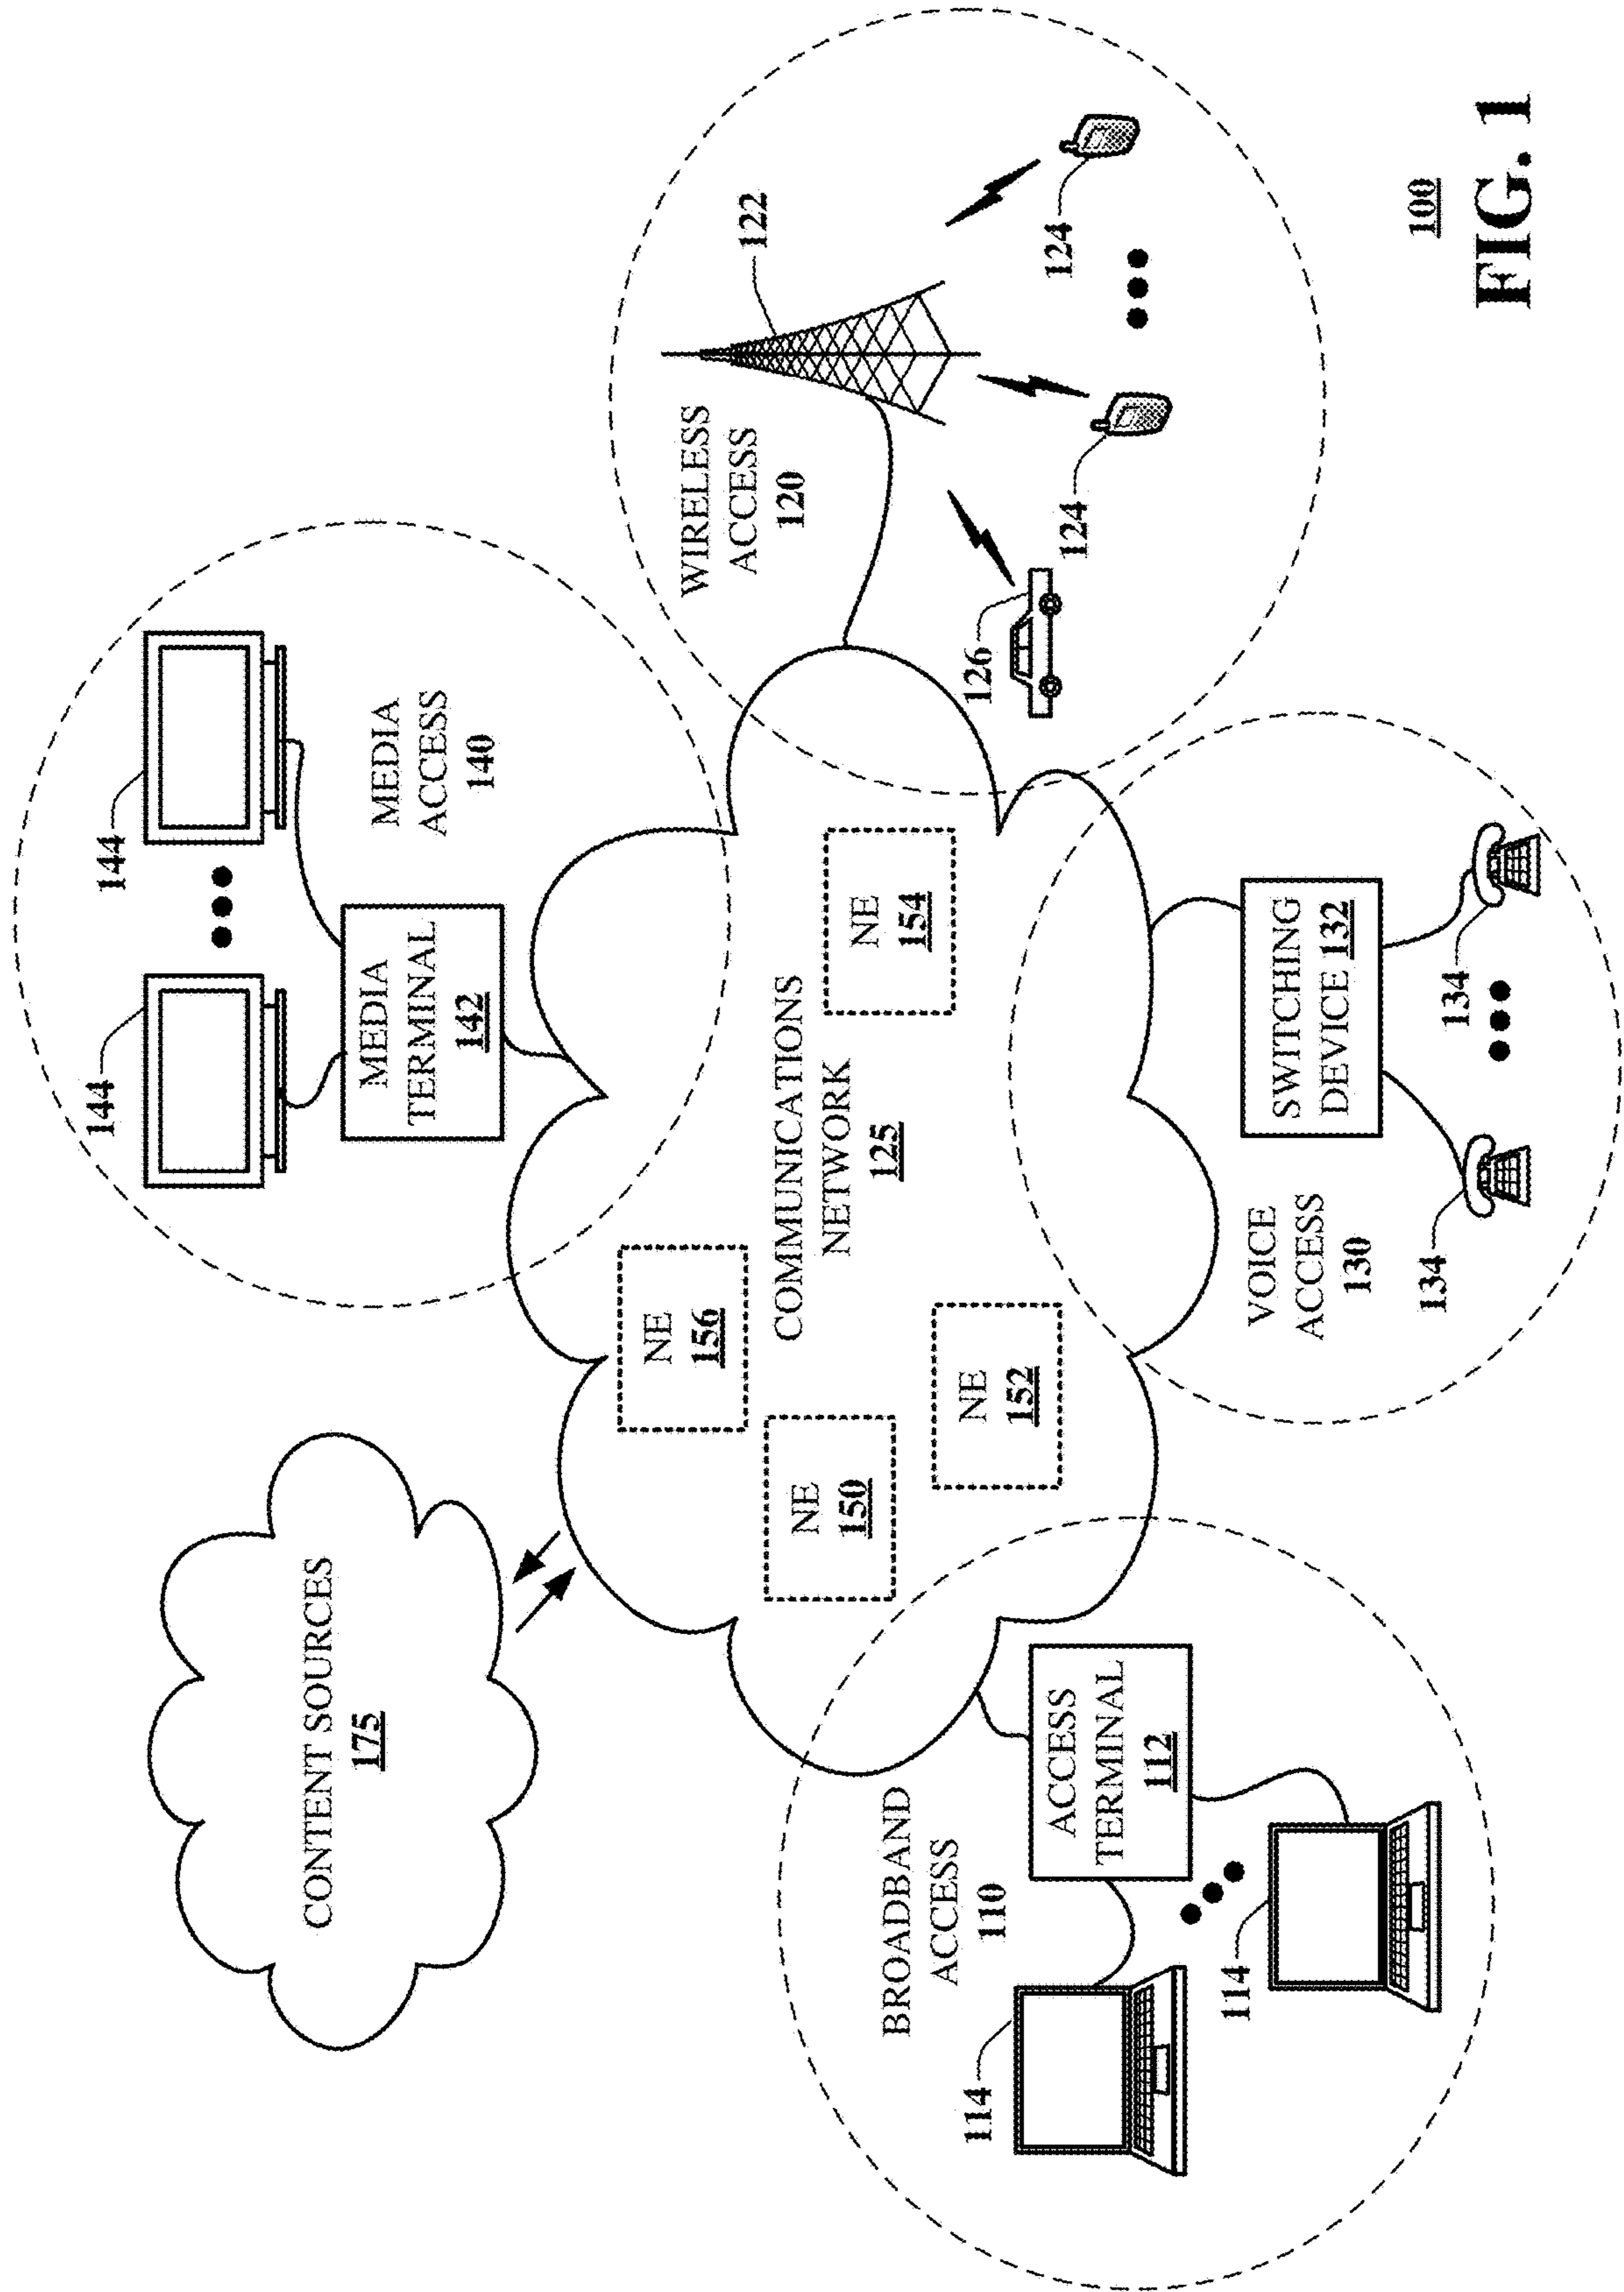 144
144
MEDIA
TERMINAL
142
MEDIA
ACCESS
140
CONTENT SOURCES
175
WIRELESS
ACCESS
120
122
NE
156
NE
150
COMMUNICATIONS
NETWORK
125
NE
154
NE
152
BROADBAND
ACCESS
110
ACCESS
TERMINAL
112
114
114
126
124
124
VOICE
ACCESS
130
SWITCHING
DEVICE 132
134
134
100
FIG. 1